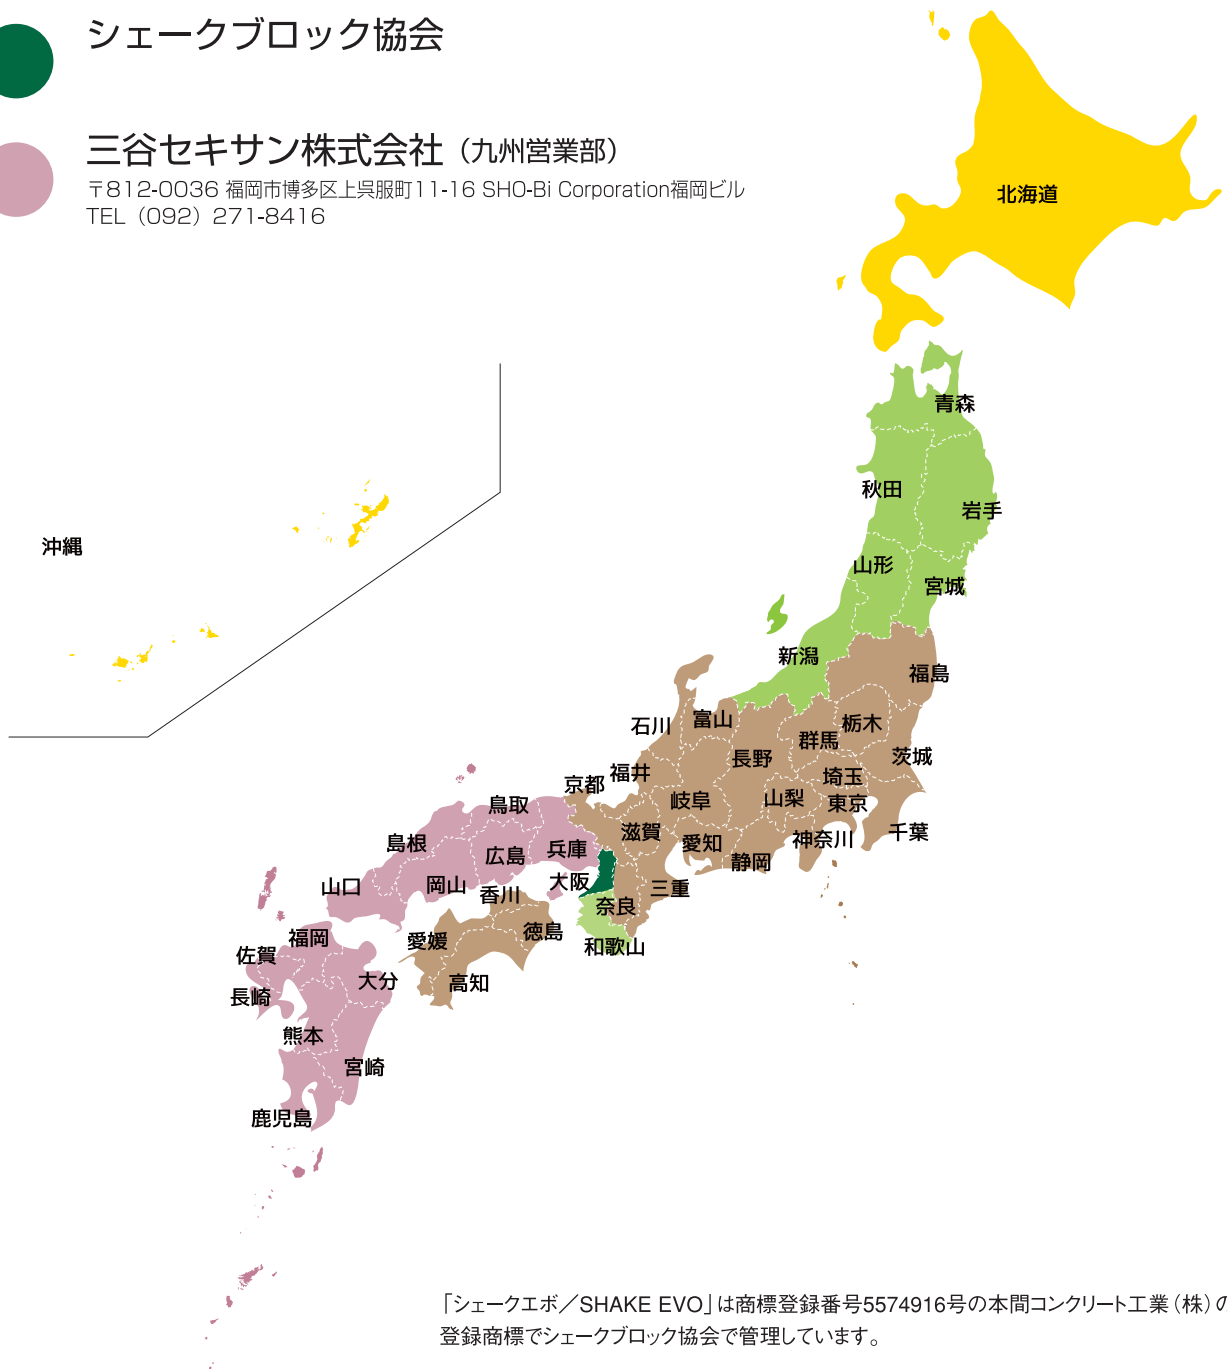 シェークブロック協会
三谷セキサン株式会社（九州営業部）
〒812-0036 福岡市博多区上呉服町11-16 SHO-Bi Corporation福岡ビル
TEL（092）271-8416
北海道
青森
秋田
岩手
沖縄
山形
宮城
新潟
福島
石川
富山
栃木
群馬
長野
茨城
福井
京都
埼玉
岐阜
山梨
東京
鳥取
滋賀
千葉
島根
愛知
神奈川
兵庫
広島
静岡
大阪
岡山
山口
三重
香川
奈良
徳島
福岡
愛媛
和歌山
佐賀
大分
高知
長崎
熊本
宮崎
鹿児島
「シェークエボ／SHAKE EVO」は商標登録番号5574916号の本間コンクリート工業（株）の
登録商標でシェークブロック協会で管理しています。